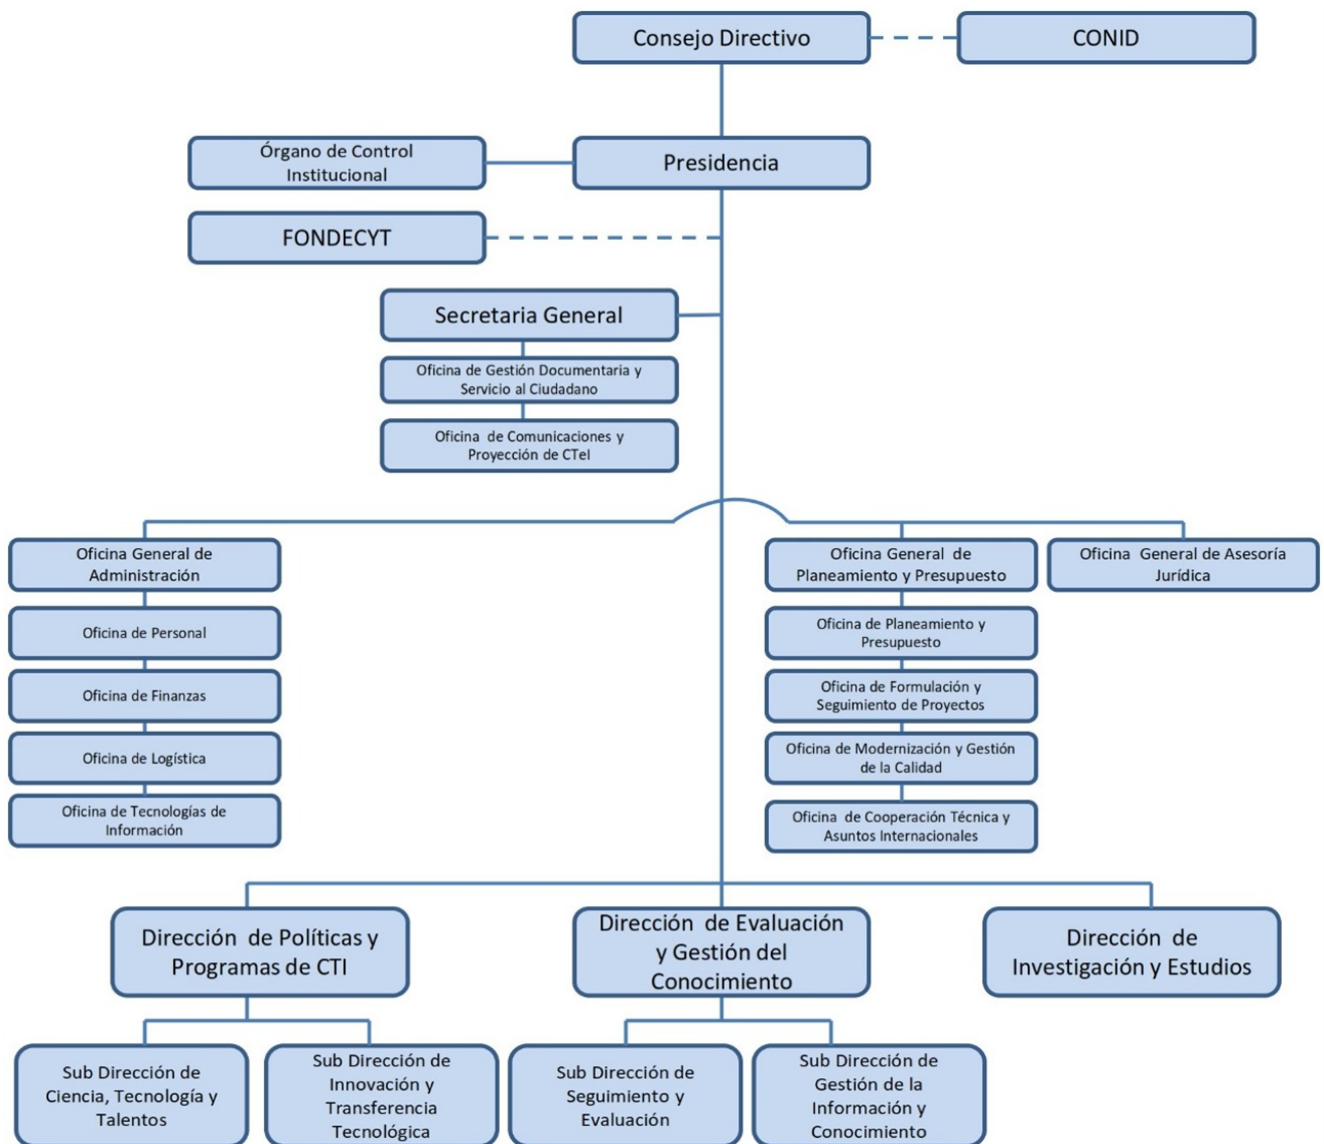 Consejo Directivo
CONID
Órgano de Control
Institucional
Presidencia
FONDECYT
Secretaria General
Oficina de Gestión Documentaria y
Servicio al Ciudadano
Oficina de Comunicaciones y
Proyección de CTeI
Oficina General de
Administración
Oficina General de
Planeamiento y Presupuesto
Oficina General de Asesoría
Jurídica
Oficina de Personal
Oficina de Planeamiento y
Presupuesto
Oficina de Finanzas
Oficina de Formulación y
Seguimiento de Proyectos
Oficina de Logística
Oficina de Modernización y Gestión
de la Calidad
Oficina de Tecnologías de
Información
Oficina de Cooperación Técnica y
Asuntos Internacionales
Dirección de Políticas y
Programas de CTI
Dirección de Evaluación
y Gestión del
Conocimiento
Dirección de
Investigación y Estudios
Sub Dirección de
Ciencia, Tecnología y
Talentos
Sub Dirección de
Innovación y
Transferencia
Tecnológica
Sub Dirección de
Seguimiento y
Evaluación
Sub Dirección de
Gestión de la
Información y
Conocimiento